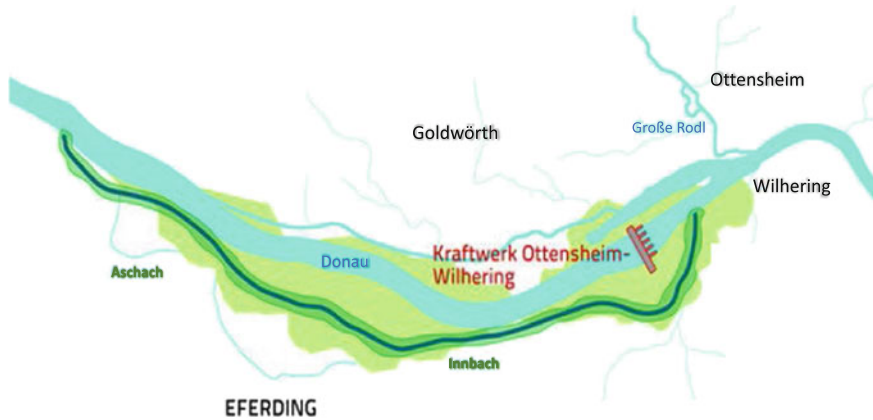 Ottensheim
Goldwörth
Große Rodl
Wilhering
Kraftwerk Ottensheim-
Wilhering
Donau
Aschach
Innbach
EFERDING